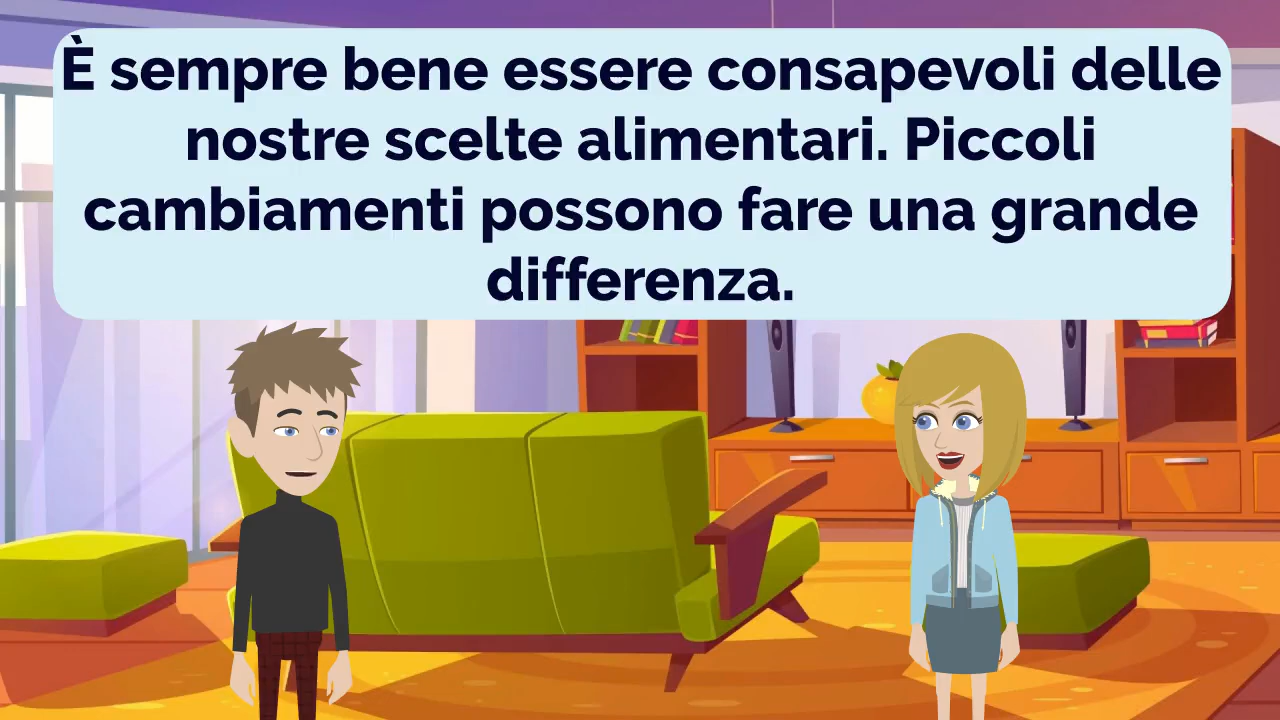 È sempre bene essere consapevoli delle
nostre scelte alimentari. Piccoli
cambiamenti possono fare una grande
differenza.